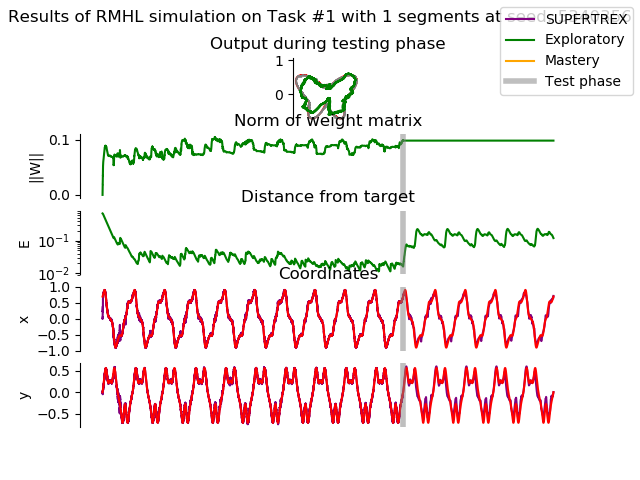 Results of RMHL simulation on Task #1 with 1 segments at
SUPERTREX
Exploratory
Mastery
Test phase
Output during testing phase
1
0
Norm of weight matrix
||W||
0.1
0.0
Distance from target
E
10⁻¹
10⁻²
Coordinates
x
1.0
0.5
0.0
−0.5
−1.0
y
0.5
0.0
−0.5